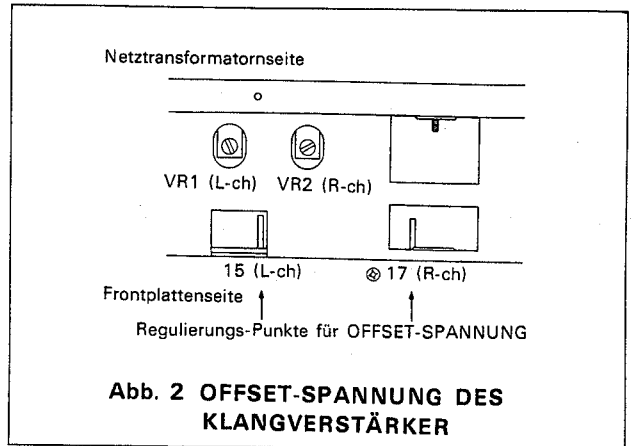 Netztransformatornseite
VR1 (L-ch) VR2 (R-ch)
15 (L-ch) 17 (R-ch)
Frontplattenseite
Regulierungs-Punkte für OFFSET-SPANNUNG
Abb. 2 OFFSET-SPANNUNG DES
KLANGVERSTÄRKER